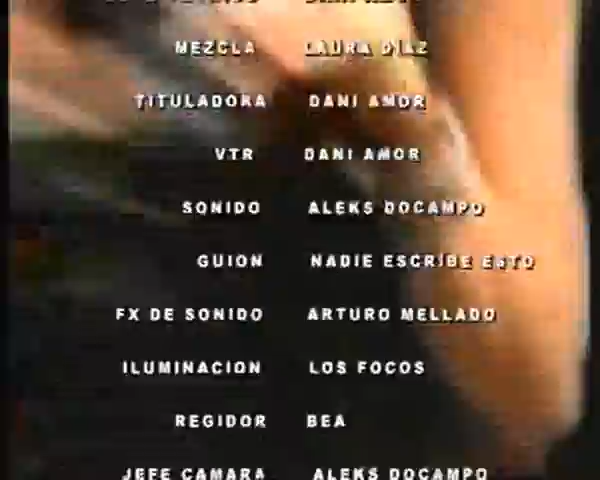 MEZCLA LAURA DIAZ
TITULADORA DANI AMOR
VTR DANI AMOR
SONIDO ALEKS DOCAMPO
GUION NADIE ESCRIBE ESTO
FX DE SONIDO ARTURO MELLADO
ILUMINACION LOS FOCOS
REGIDOR BEA
JEFE CAMARA ALEKS DOCAMPO